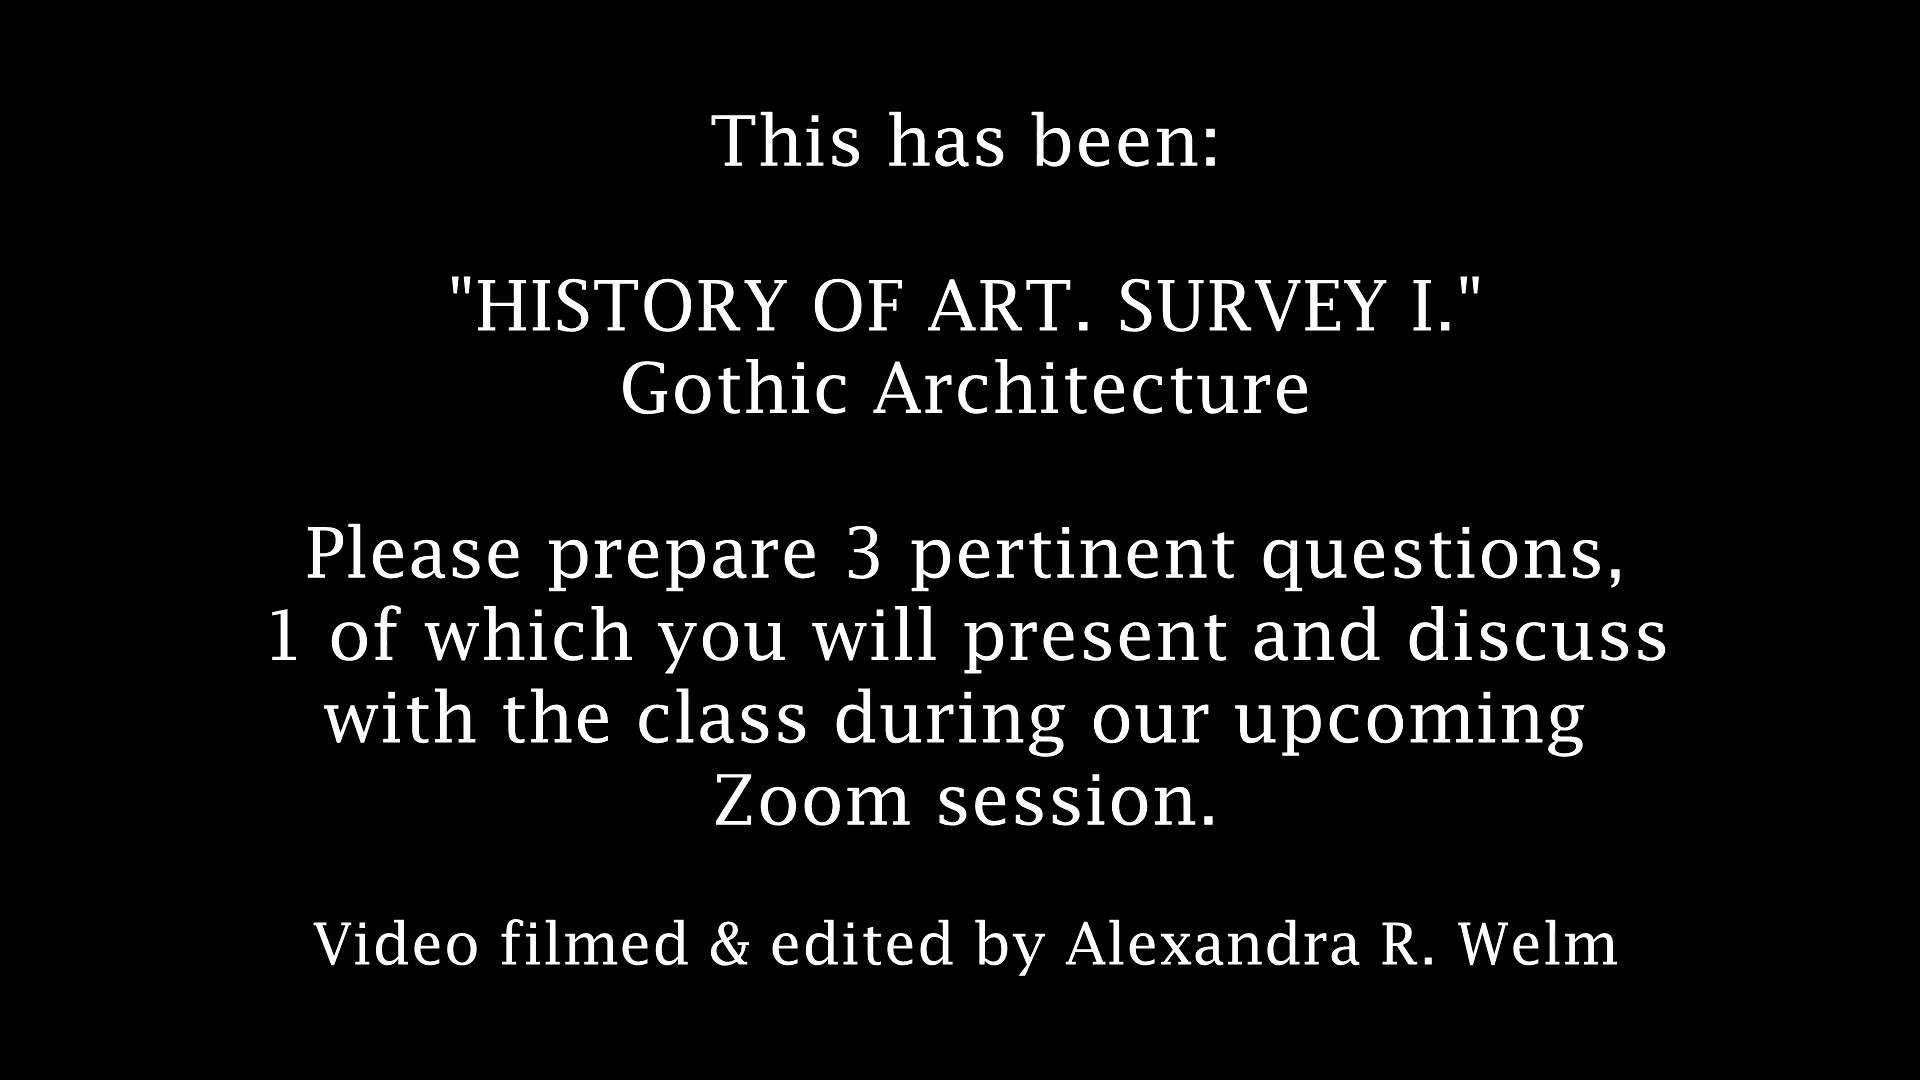 This has been:
"HISTORY OF ART. SURVEY I."
Gothic Architecture
Please prepare 3 pertinent questions,
1 of which you will present and discuss
with the class during our upcoming
Zoom session.
Video filmed & edited by Alexandra R. Welm